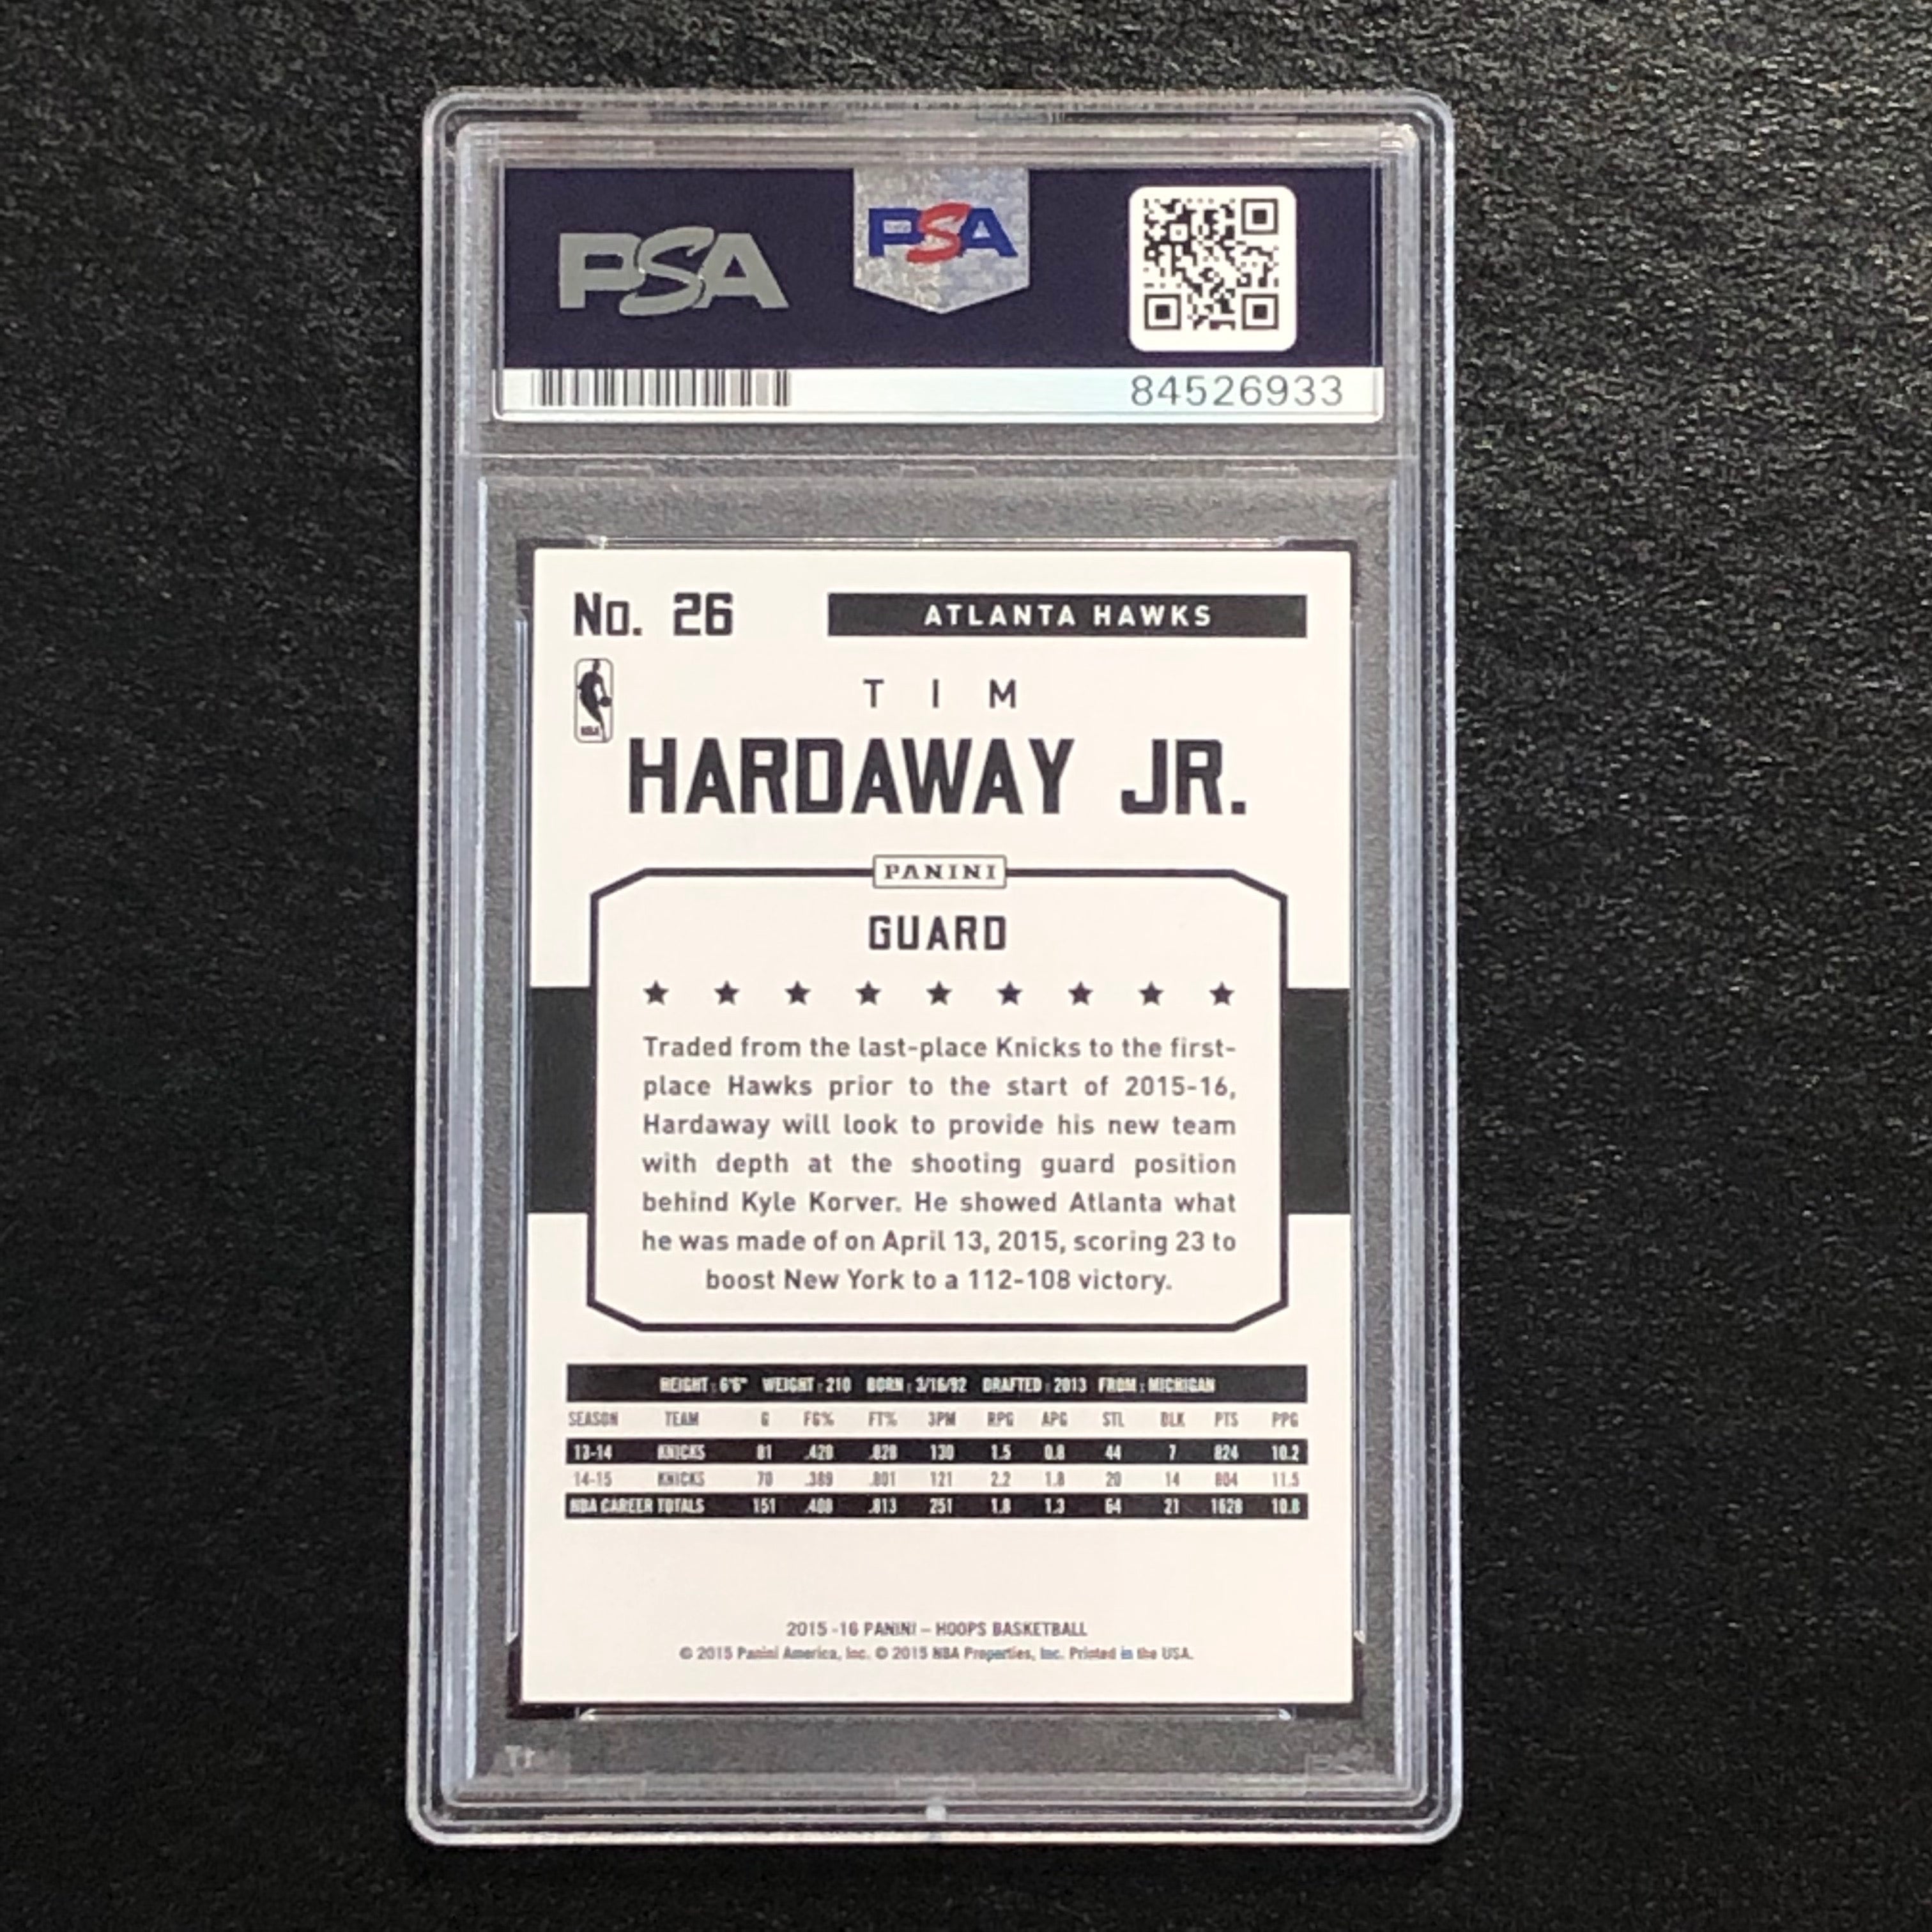 PSA
PSA
84526933
No. 26
ATLANTA HAWKS
TIM
NBA
HARDAWAY JR.
PANINI
GUARD
Traded from the last-place Knicks to the first-
place Hawks prior to the start of 2015-16,
Hardaway will look to provide his new team
with depth at the shooting guard position
behind Kyle Korver. He showed Atlanta what
he was made of on April 13, 2015, scoring 23 to
boost New York to a 112-108 victory.
HEIGHT: 6'6" WEIGHT: 210 BORN: 3/16/92 DRAFTED: 2013 FROM: MICHIGAN
SEASON TEAM G FG% FT% 3PM RPG APG STL BLK PTS PPG
13-14 KNICKS 81 .428 .828 130 1.5 0.8 44 7 824 10.2
14-15 KNICKS 70 .389 .801 121 2.2 1.8 20 14 804 11.5
NBA CAREER TOTALS 151 .408 .813 251 1.8 1.3 64 21 1628 10.8
2015-16 PANINI – HOOPS BASKETBALL
© 2015 Panini America, Inc. © 2015 NBA Properties, Inc. Printed in the USA.